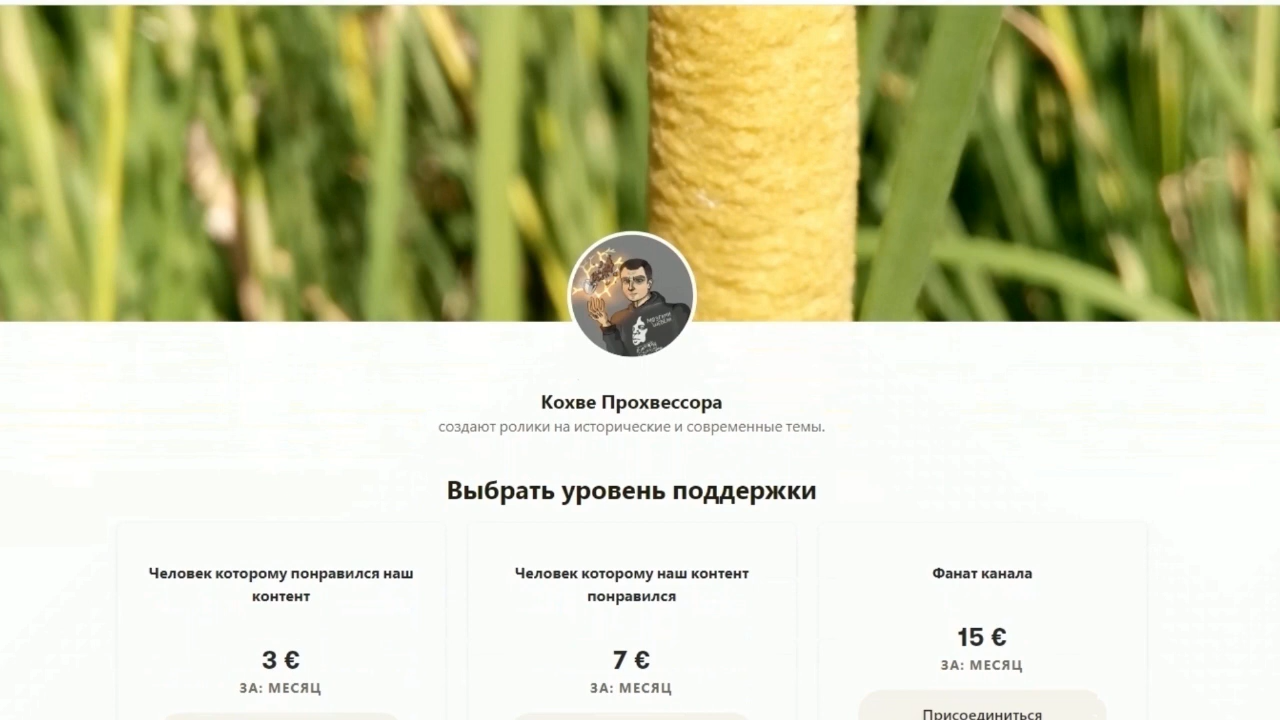 Кохве Прохвессора
создают ролики на исторические и современные темы.
Выбрать уровень поддержки
Человек которому понравился наш
контент
3 €
ЗА: МЕСЯЦ
Человек которому наш контент
понравился
7 €
ЗА: МЕСЯЦ
Фанат канала
15 €
ЗА: МЕСЯЦ
Присоединиться